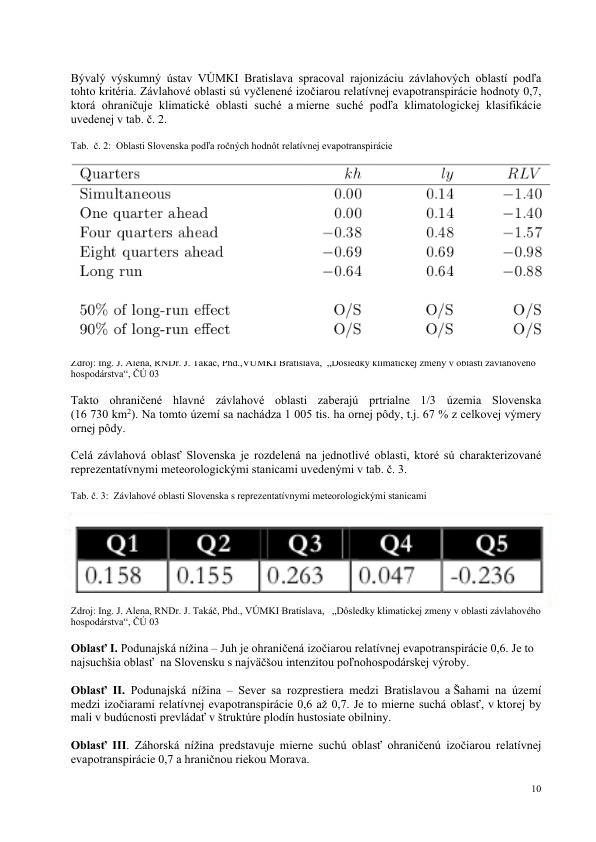 Bývalý výskumný ústav VÚMKI Bratislava spracoval rajonizáciu závlahových oblastí podľa
tohto kritéria. Závlahové oblasti sú vyčlenené izočiarou relatívnej evapotranspirácie hodnoty 0,7,
ktorá ohraničuje klimatické oblasti suché a mierne suché podľa klimatologickej klasifikácie
uvedenej v tab. č. 2.
Tab. č. 2: Oblasti Slovenska podľa ročných hodnôt relatívnej evapotranspirácie
Quarters kh ly RLV
Simultaneous 0.00 0.14 −1.40
One quarter ahead 0.00 0.14 −1.40
Four quarters ahead −0.38 0.48 −1.57
Eight quarters ahead −0.69 0.69 −0.98
Long run −0.64 0.64 −0.88
50% of long-run effect O/S O/S O/S
90% of long-run effect O/S O/S O/S
Zdroj: Ing. J. Alena, RNDr. J. Takáč, Phd.,VÚMKI Bratislava, „Dôsledky klimatickej zmeny v oblasti závlahového
hospodárstva“, ČÚ 03
Takto ohraničené hlavné závlahové oblasti zaberajú prtrialne 1/3 územia Slovenska
(16 730 km²). Na tomto území sa nachádza 1 005 tis. ha ornej pôdy, t.j. 67 % z celkovej výmery
ornej pôdy.
Celá závlahová oblasť Slovenska je rozdelená na jednotlivé oblasti, ktoré sú charakterizované
reprezentatívnymi meteorologickými stanicami uvedenými v tab. č. 3.
Tab. č. 3: Závlahové oblasti Slovenska s reprezentatívnymi meteorologickými stanicami
Q1 Q2 Q3 Q4 Q5
0.158 0.155 0.263 0.047 -0.236
Zdroj: Ing. J. Alena, RNDr. J. Takáč, Phd., VÚMKI Bratislava, „Dôsledky klimatickej zmeny v oblasti závlahového
hospodárstva“, ČÚ 03
Oblasť I. Podunajská nížina – Juh je ohraničená izočiarou relatívnej evapotranspirácie 0,6. Je to
najsuchšia oblasť na Slovensku s najväčšou intenzitou poľnohospodárskej výroby.
Oblasť II. Podunajská nížina – Sever sa rozprestiera medzi Bratislavou a Šahami na území
medzi izočiarami relatívnej evapotranspirácie 0,6 až 0,7. Je to mierne suchá oblasť, v ktorej by
mali v budúcnosti prevládať v štruktúre plodín hustosiate obilniny.
Oblasť III. Záhorská nížina predstavuje mierne suchú oblasť ohraničenú izočiarou relatívnej
evapotranspirácie 0,7 a hraničnou riekou Morava.
10